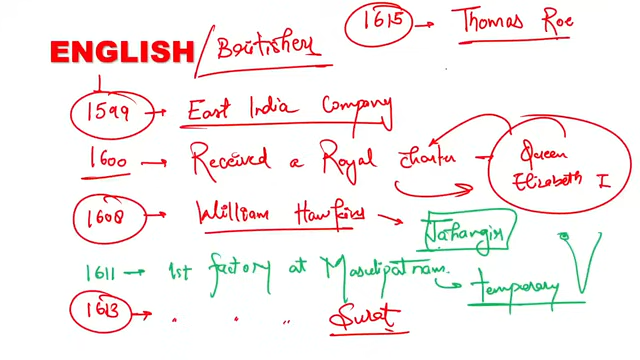 1615 → Thomas Roe
ENGLISH / Britishers
1599 → East India Company
1600 → Received a Royal charter - Queen Elizabeth I
1608 → William Hawkins → Jahangir
1611 → 1st factory at Masulipatnam. → temporary
1613 → " " " Surat